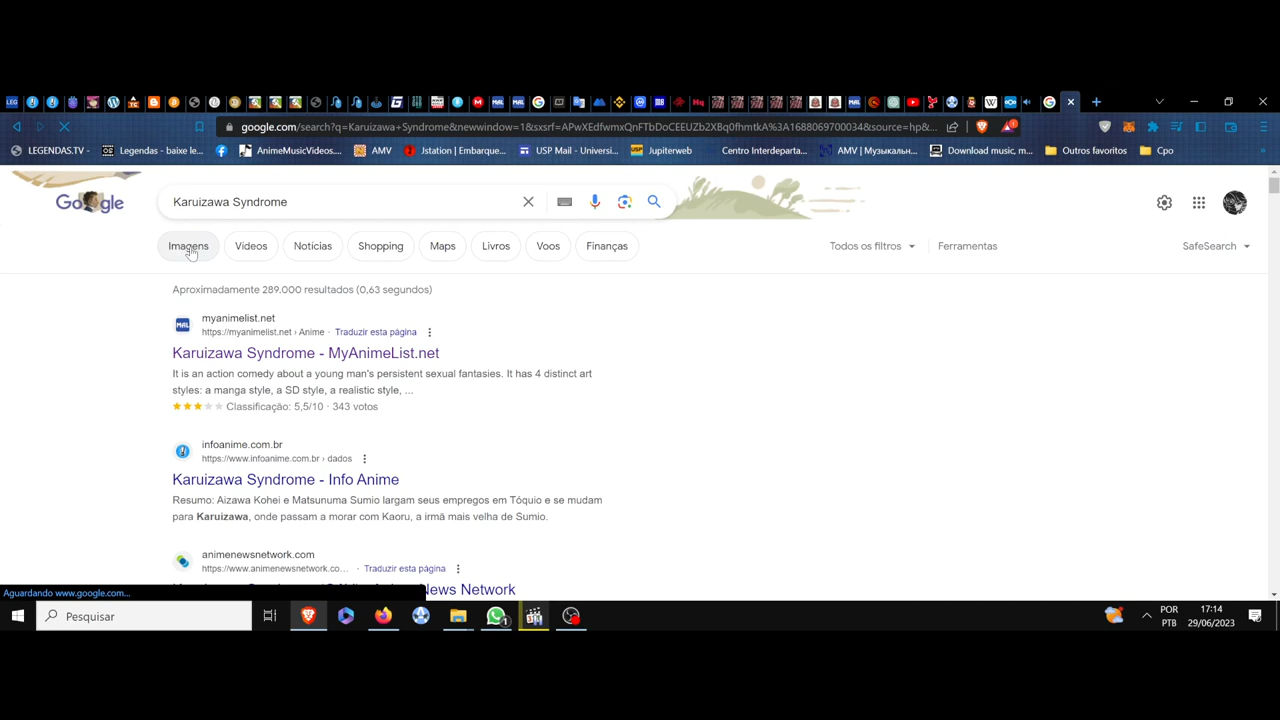 google.com/search?q=Karuizawa+Syndrome&newwindow=1&sxsrf=APwXEdfwmxQnFTbDoCEEUZb2XBq0fhmtkA%3A1688069700034&source=hp&...
LEGENDAS.TV -
Legendas - baixe le...
AnimeMusicVideos....
AMV
Jstation | Embarque...
USP Mail - Universi...
Jupiterweb
Centro Interdeparta...
AMV | Музыкальн...
Download music, m...
Outros favoritos
Cpo
Google
Karuizawa Syndrome
Imagens
Vídeos
Notícias
Shopping
Maps
Livros
Voos
Finanças
Todos os filtros
Ferramentas
SafeSearch
Aproximadamente 289.000 resultados (0,63 segundos)
myanimelist.net
https://myanimelist.net › Anime · Traduzir esta página
Karuizawa Syndrome - MyAnimeList.net
It is an action comedy about a young man's persistent sexual fantasies. It has 4 distinct art
styles: a manga style, a SD style, a realistic style, ...
Classificação: 5,5/10 · 343 votos
infoanime.com.br
https://www.infoanime.com.br › dados
Karuizawa Syndrome - Info Anime
Resumo: Aizawa Kohei e Matsunuma Sumio largam seus empregos em Tóquio e se mudam
para Karuizawa, onde passam a morar com Kaoru, a irmã mais velha de Sumio.
animenewsnetwork.com
https://www.animenewsnetwork.co... · Traduzir esta página
News Network
Aguardando www.google.com...
Pesquisar
POR
PTB
17:14
29/06/2023